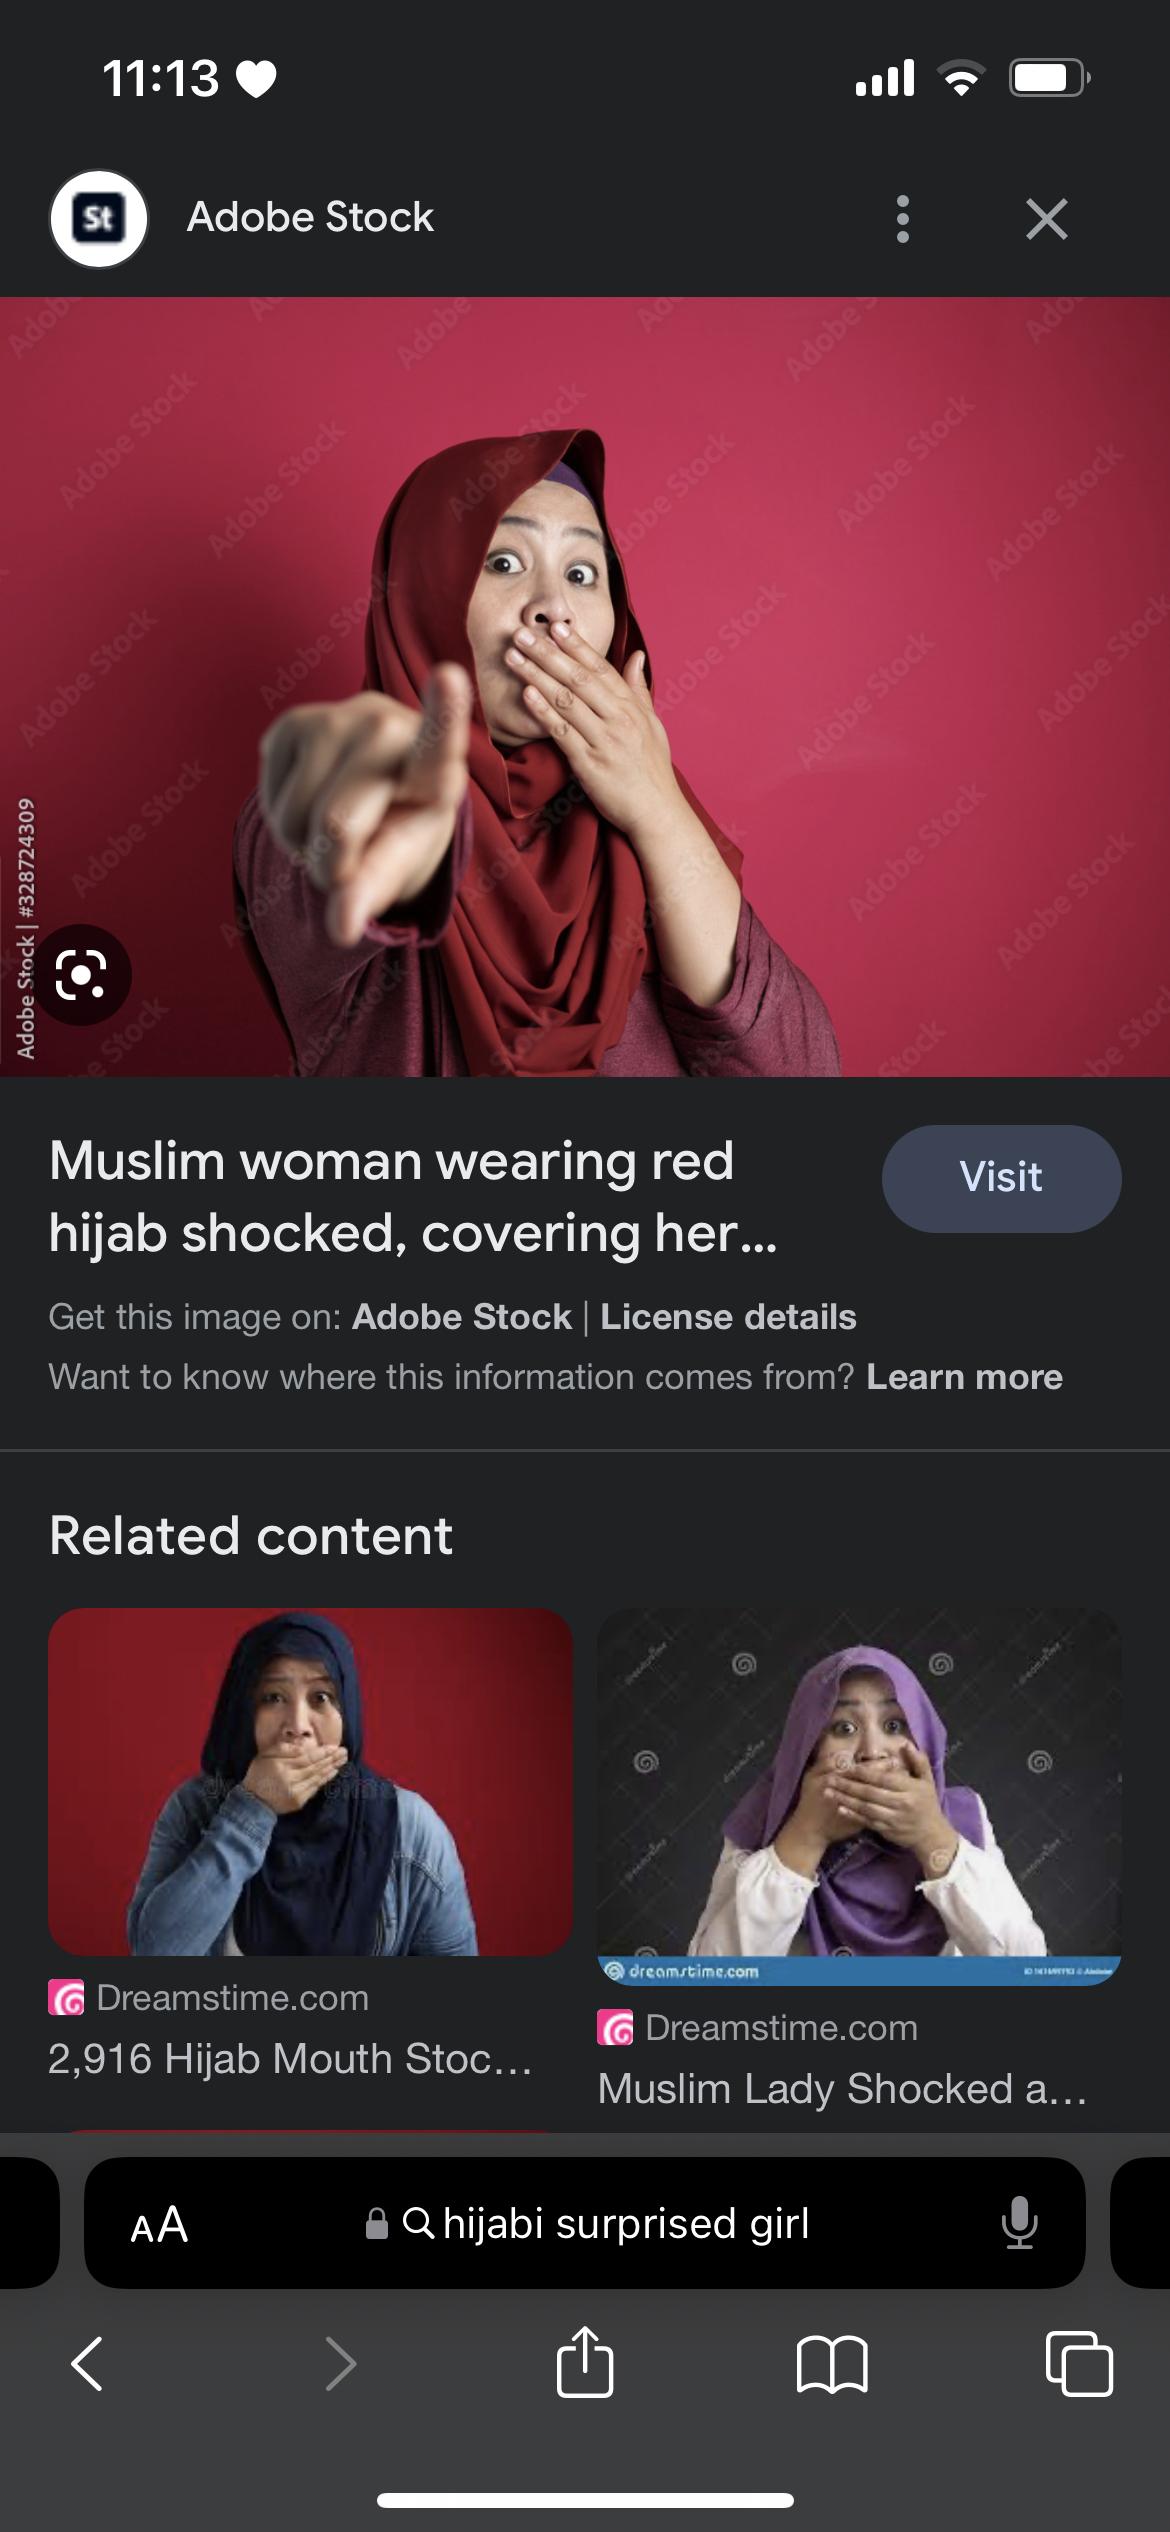 11:13
St
Adobe Stock
Adobe Stock | #328724309
Muslim woman wearing red
hijab shocked, covering her...
Visit
Get this image on: Adobe Stock | License details
Want to know where this information comes from? Learn more
Related content
dreamstime.com
Dreamstime.com
2,916 Hijab Mouth Stoc...
Dreamstime.com
Muslim Lady Shocked a...
AA
hijabi surprised girl